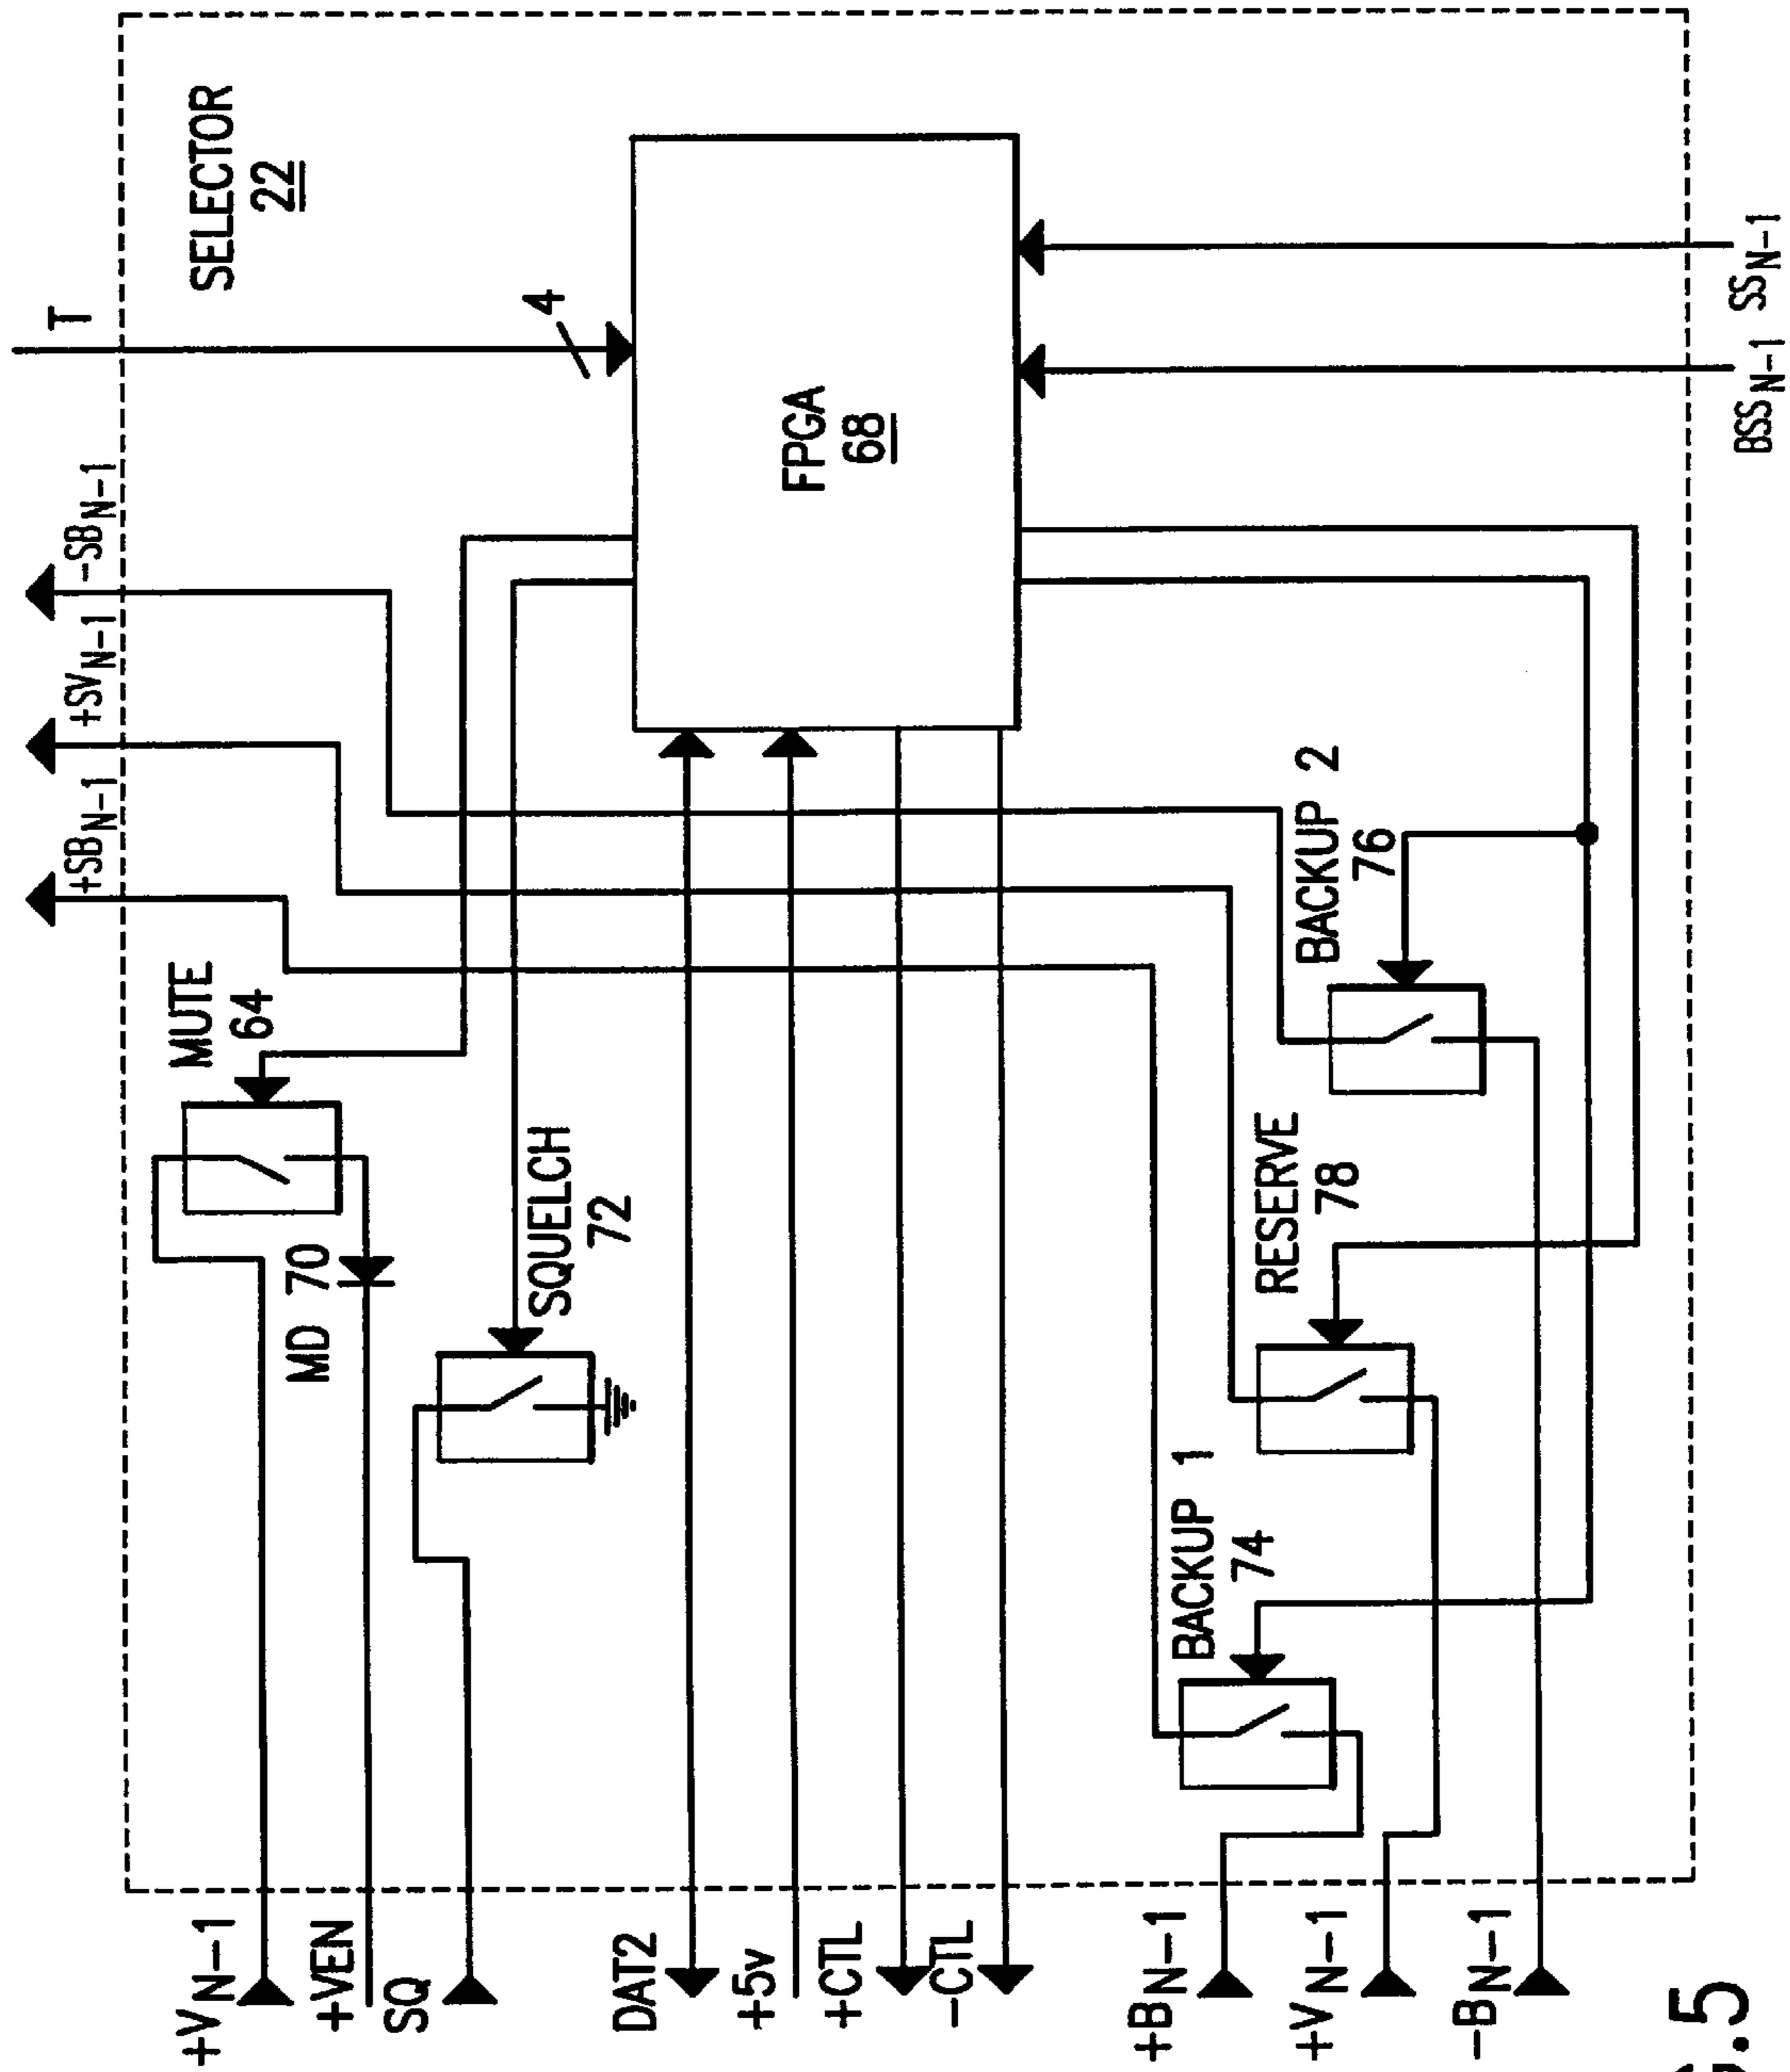 +V N-1
+VEN
SQ
DAT2
+5v
+CTL
-CTL
+B N-1
+V N-1
-B N-1
MUTE
64
MD 70
SQUELCH
72
BACKUP 1
74
RESERVE
78
BACKUP 2
76
+SB N-1
+SV N-1
-SB N-1
T
4
SELECTOR
22
FPGA
68
BSS N-1
SS N-1
.5